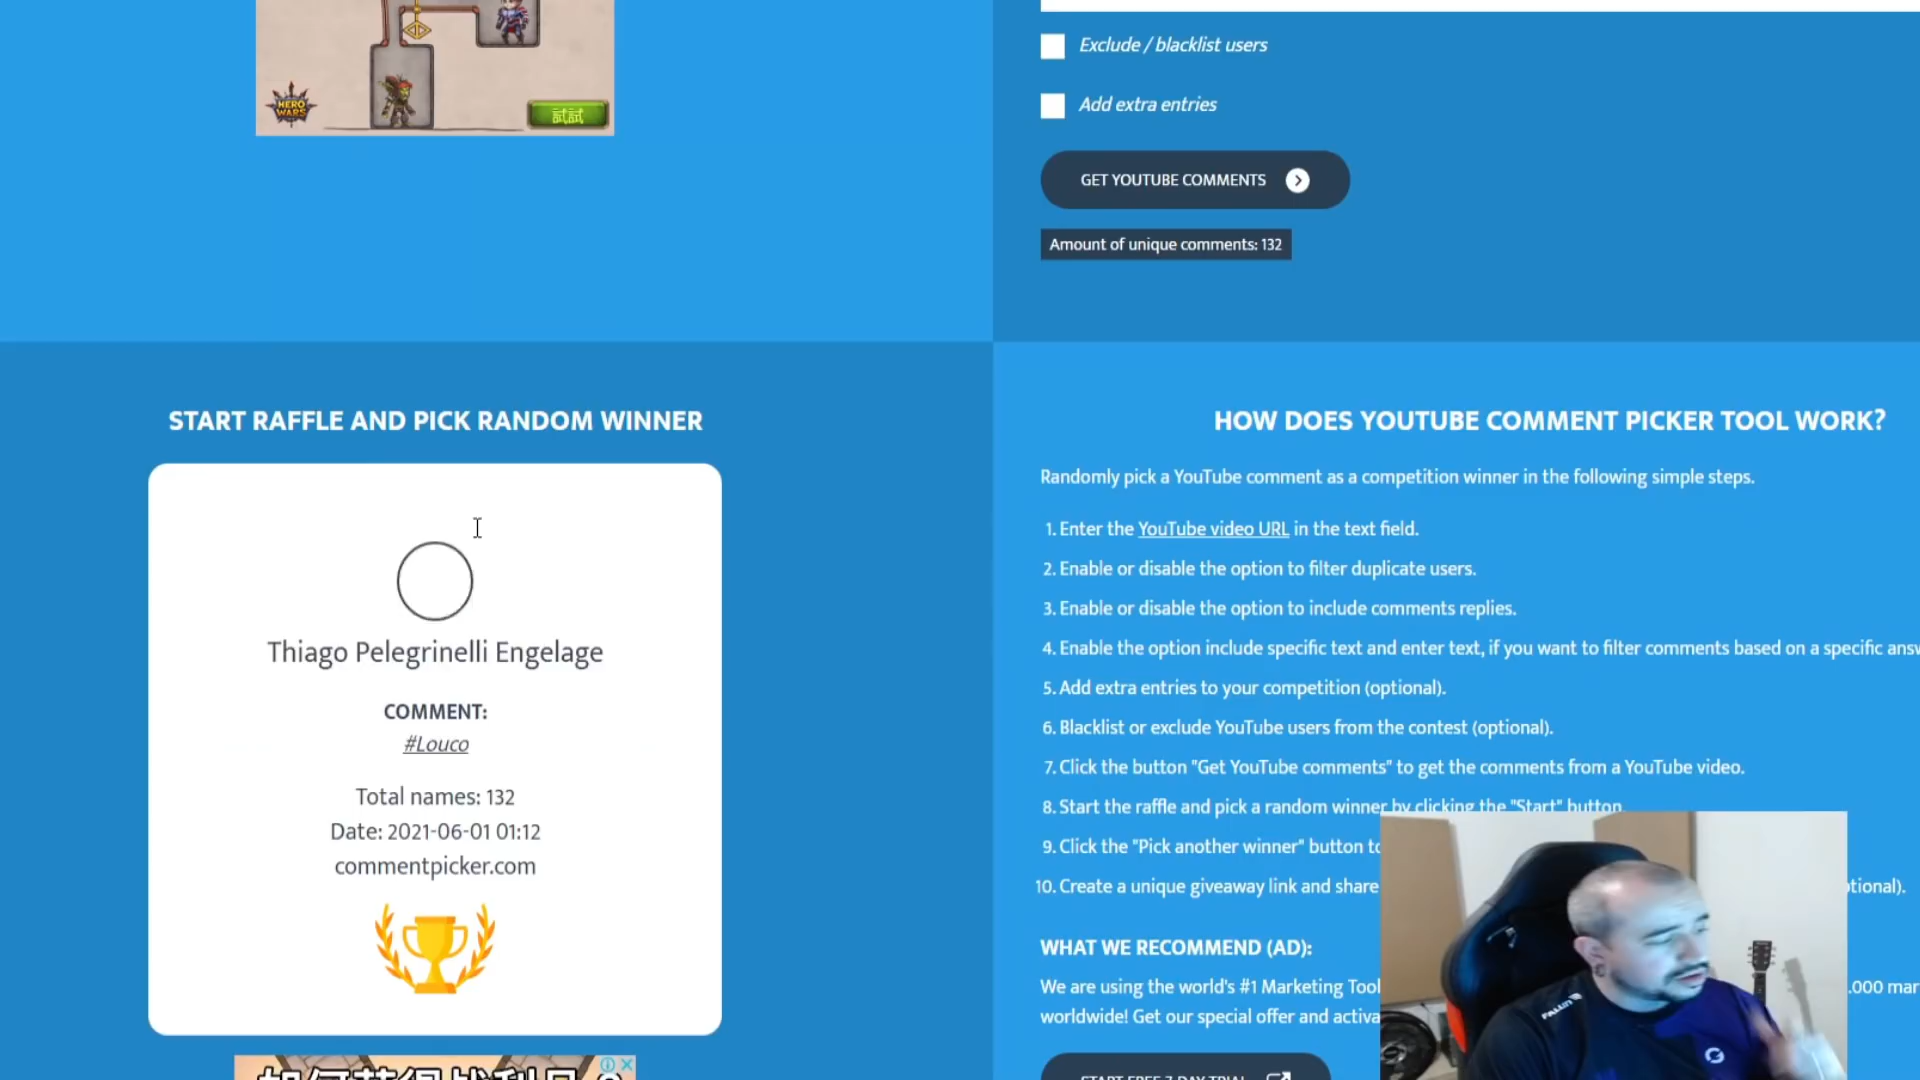 HERO
WARS
試試
Exclude / blacklist users
Add extra entries
GET YOUTUBE COMMENTS
Amount of unique comments: 132
START RAFFLE AND PICK RANDOM WINNER
Thiago Pelegrinelli Engelage
COMMENT:
#Louco
Total names: 132
Date: 2021-06-01 01:12
commentpicker.com
HOW DOES YOUTUBE COMMENT PICKER TOOL WORK?
Randomly pick a YouTube comment as a competition winner in the following simple steps.
1. Enter the YouTube video URL in the text field.
2. Enable or disable the option to filter duplicate users.
3. Enable or disable the option to include comments replies.
4. Enable the option include specific text and enter text, if you want to filter comments based on a specific answ
5. Add extra entries to your competition (optional).
6. Blacklist or exclude YouTube users from the contest (optional).
7. Click the button "Get YouTube comments" to get the comments from a YouTube video.
8. Start the raffle and pick a random winner by clicking the "Start" button.
9. Click the "Pick another winner" button to
10. Create a unique giveaway link and share tional).
WHAT WE RECOMMEND (AD):
We are using the world's #1 Marketing Tool .000 mar
worldwide! Get our special offer and activa
START FREE 7-DAY TRIAL
FALLEN